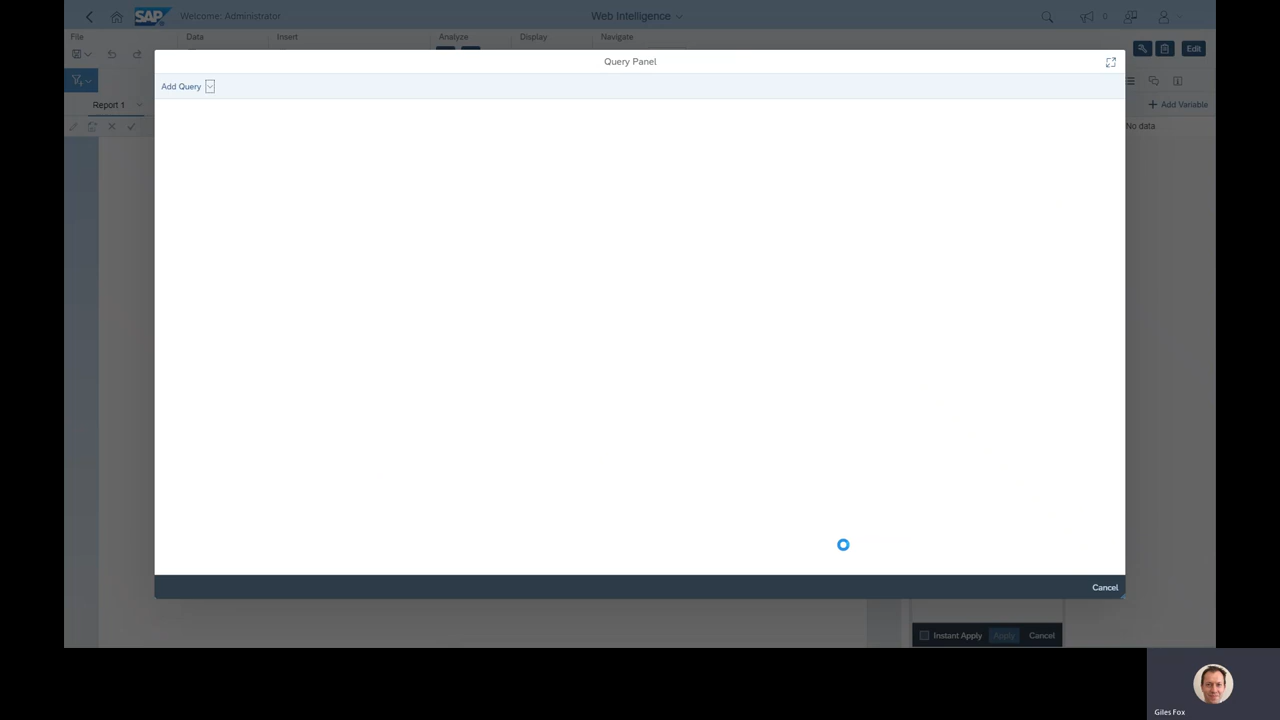 SAP Welcome: Administrator
Web Intelligence
0
File
Data
Insert
Analyze
Display
Navigate
Edit
Query Panel
Add Query
Report 1
Add Variable
No data
Cancel
Instant Apply
Apply
Cancel
Giles Fox